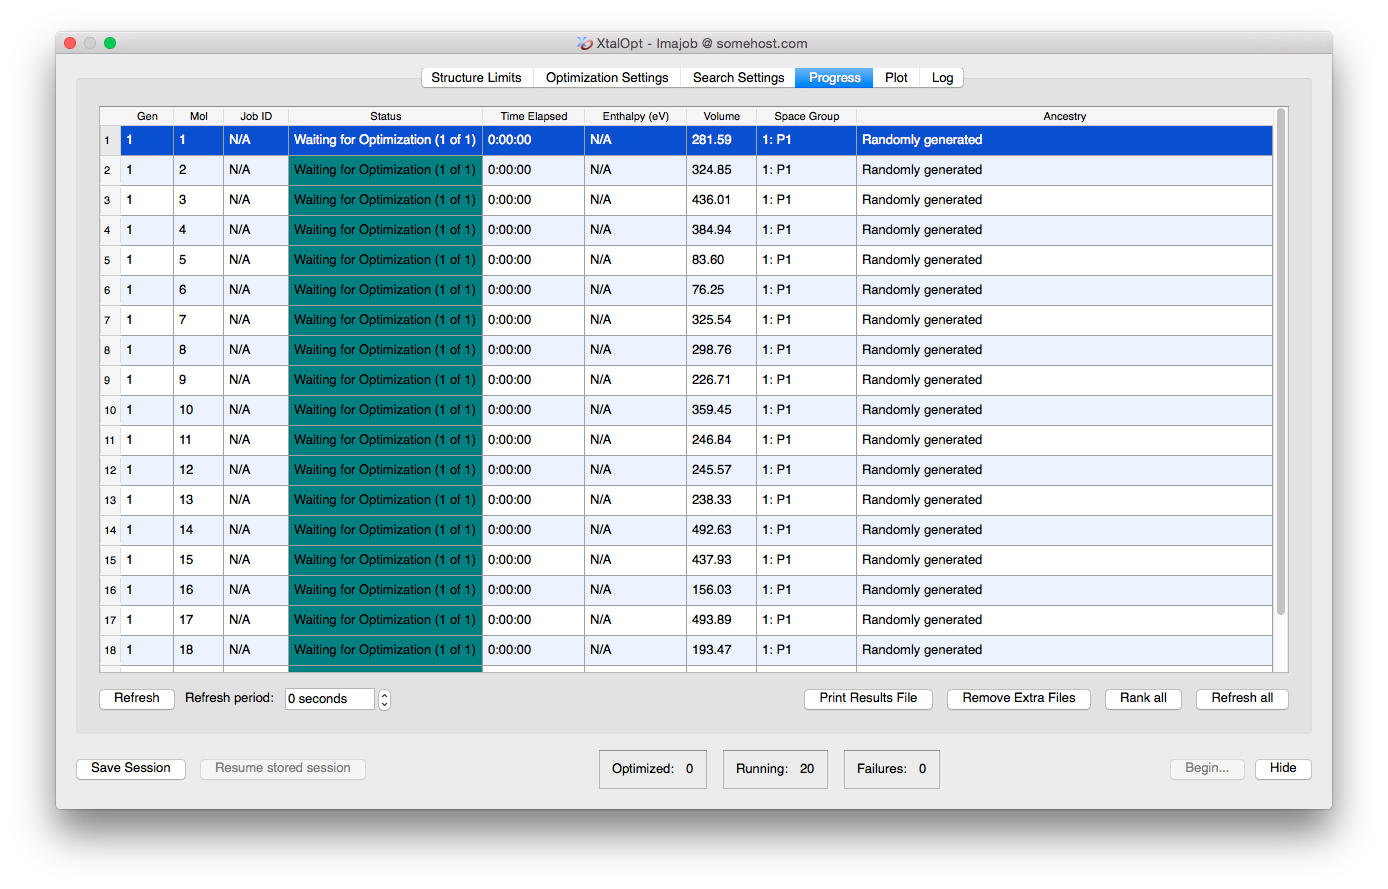 XtalOpt - Imajob @ somehost.com
Structure Limits Optimization Settings Search Settings Progress Plot Log
Gen Mol Job ID Status Time Elapsed Enthalpy (eV) Volume Space Group Ancestry
1 1 1 N/A Waiting for Optimization (1 of 1) 0:00:00 N/A 281.59 1: P1 Randomly generated
2 1 2 N/A Waiting for Optimization (1 of 1) 0:00:00 N/A 324.85 1: P1 Randomly generated
3 1 3 N/A Waiting for Optimization (1 of 1) 0:00:00 N/A 436.01 1: P1 Randomly generated
4 1 4 N/A Waiting for Optimization (1 of 1) 0:00:00 N/A 384.94 1: P1 Randomly generated
5 1 5 N/A Waiting for Optimization (1 of 1) 0:00:00 N/A 83.60 1: P1 Randomly generated
6 1 6 N/A Waiting for Optimization (1 of 1) 0:00:00 N/A 76.25 1: P1 Randomly generated
7 1 7 N/A Waiting for Optimization (1 of 1) 0:00:00 N/A 325.54 1: P1 Randomly generated
8 1 8 N/A Waiting for Optimization (1 of 1) 0:00:00 N/A 298.76 1: P1 Randomly generated
9 1 9 N/A Waiting for Optimization (1 of 1) 0:00:00 N/A 226.71 1: P1 Randomly generated
10 1 10 N/A Waiting for Optimization (1 of 1) 0:00:00 N/A 359.45 1: P1 Randomly generated
11 1 11 N/A Waiting for Optimization (1 of 1) 0:00:00 N/A 246.84 1: P1 Randomly generated
12 1 12 N/A Waiting for Optimization (1 of 1) 0:00:00 N/A 245.57 1: P1 Randomly generated
13 1 13 N/A Waiting for Optimization (1 of 1) 0:00:00 N/A 238.33 1: P1 Randomly generated
14 1 14 N/A Waiting for Optimization (1 of 1) 0:00:00 N/A 492.63 1: P1 Randomly generated
15 1 15 N/A Waiting for Optimization (1 of 1) 0:00:00 N/A 437.93 1: P1 Randomly generated
16 1 16 N/A Waiting for Optimization (1 of 1) 0:00:00 N/A 156.03 1: P1 Randomly generated
17 1 17 N/A Waiting for Optimization (1 of 1) 0:00:00 N/A 493.89 1: P1 Randomly generated
18 1 18 N/A Waiting for Optimization (1 of 1) 0:00:00 N/A 193.47 1: P1 Randomly generated
Refresh Refresh period: 0 seconds Print Results File Remove Extra Files Rank all Refresh all
Save Session Resume stored session Optimized: 0 Running: 20 Failures: 0 Begin... Hide